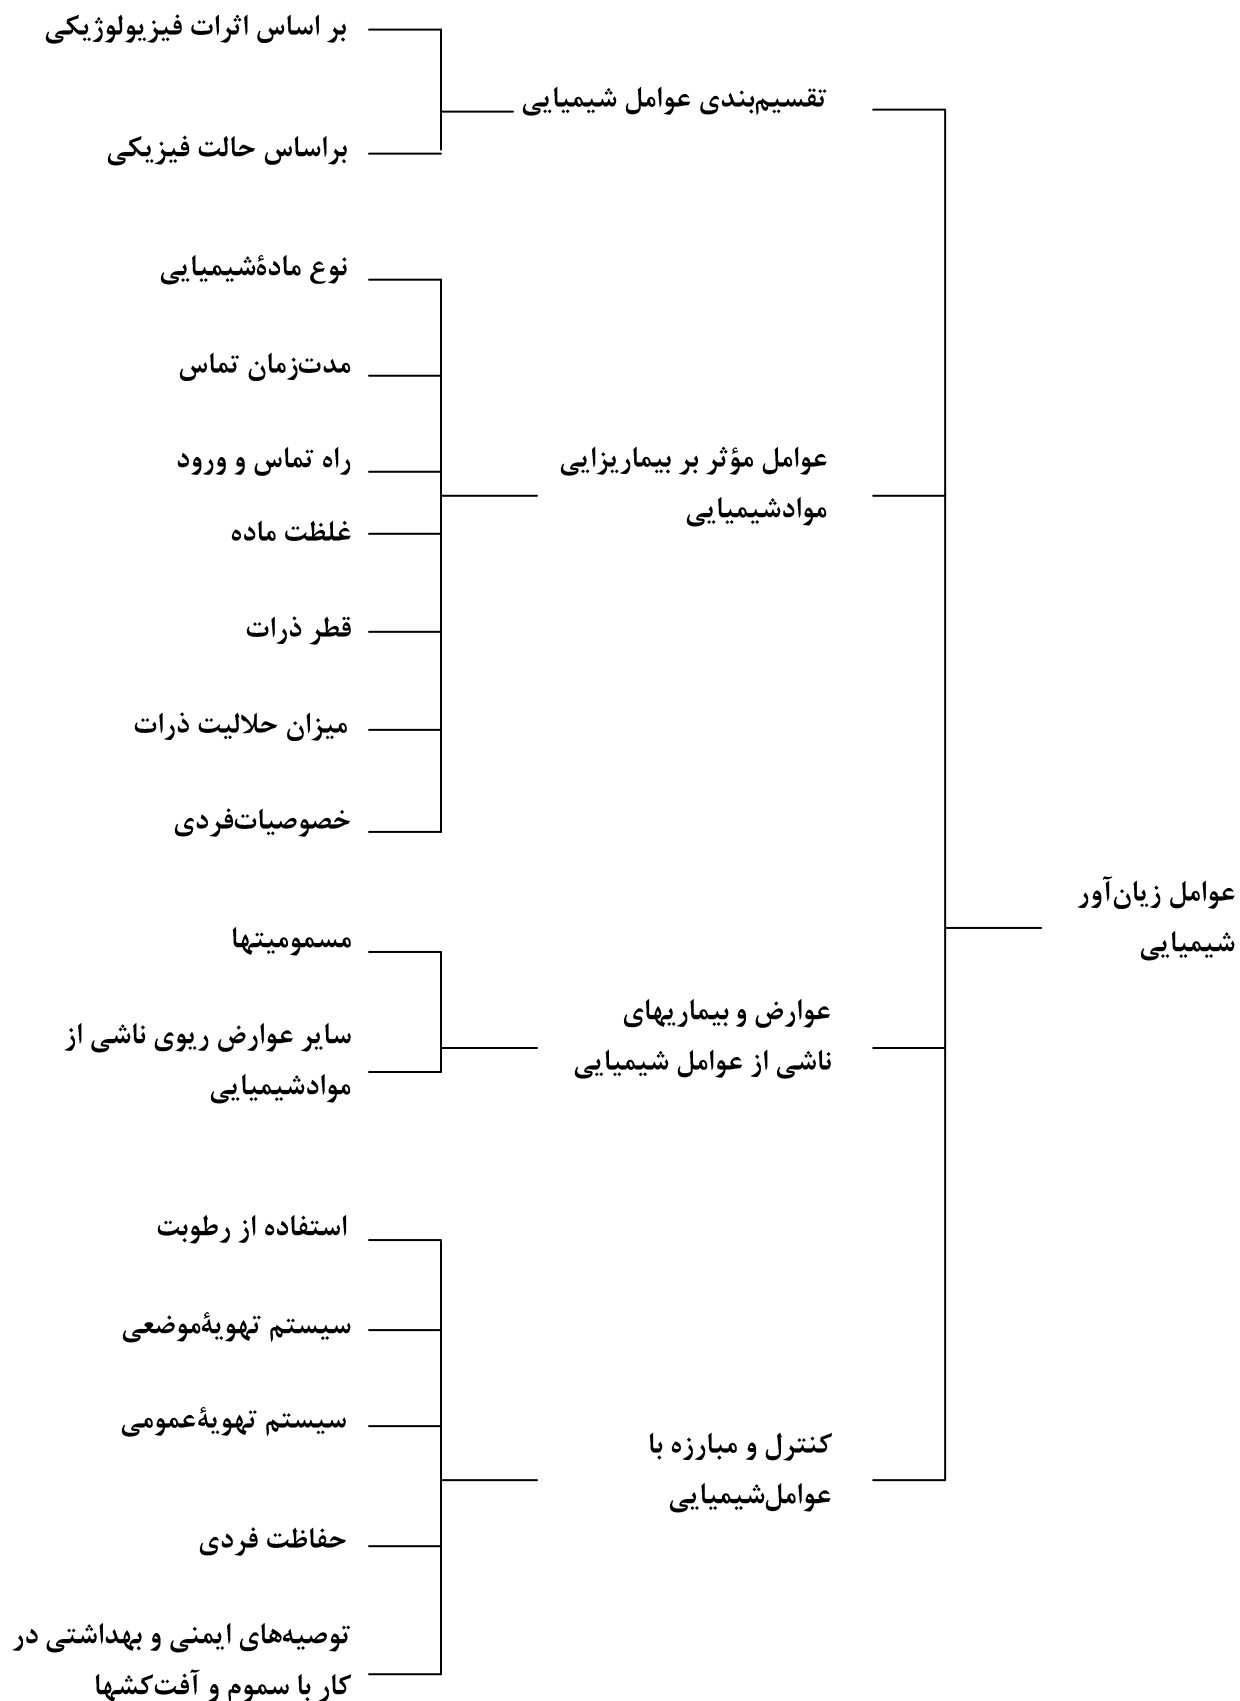 عوامل زیان‌آور
شیمیایی
تقسیم‌بندی عوامل شیمیایی
بر اساس اثرات فیزیولوژیکی
براساس حالت فیزیکی
عوامل مؤثر بر بیماریزایی
موادشیمیایی
نوع مادۀشیمیایی
مدت‌زمان تماس
راه تماس و ورود
غلظت ماده
قطر ذرات
میزان حلالیت ذرات
خصوصیات‌فردی
عوارض و بیماریهای
ناشی از عوامل شیمیایی
مسمومیتها
سایر عوارض ریوی ناشی از
موادشیمیایی
کنترل و مبارزه با
عوامل‌شیمیایی
استفاده از رطوبت
سیستم تهویۀموضعی
سیستم تهویۀعمومی
حفاظت فردی
توصیه‌های ایمنی و بهداشتی در
کار با سموم و آفت‌کشها